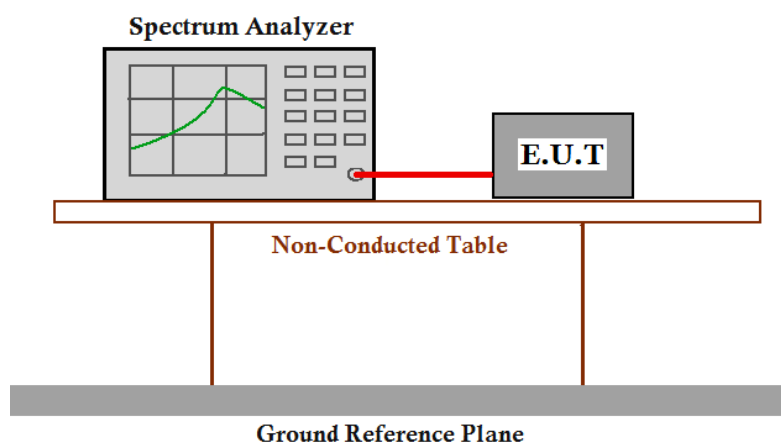 Spectrum Analyzer
E.U.T
Non-Conducted Table
Ground Reference Plane